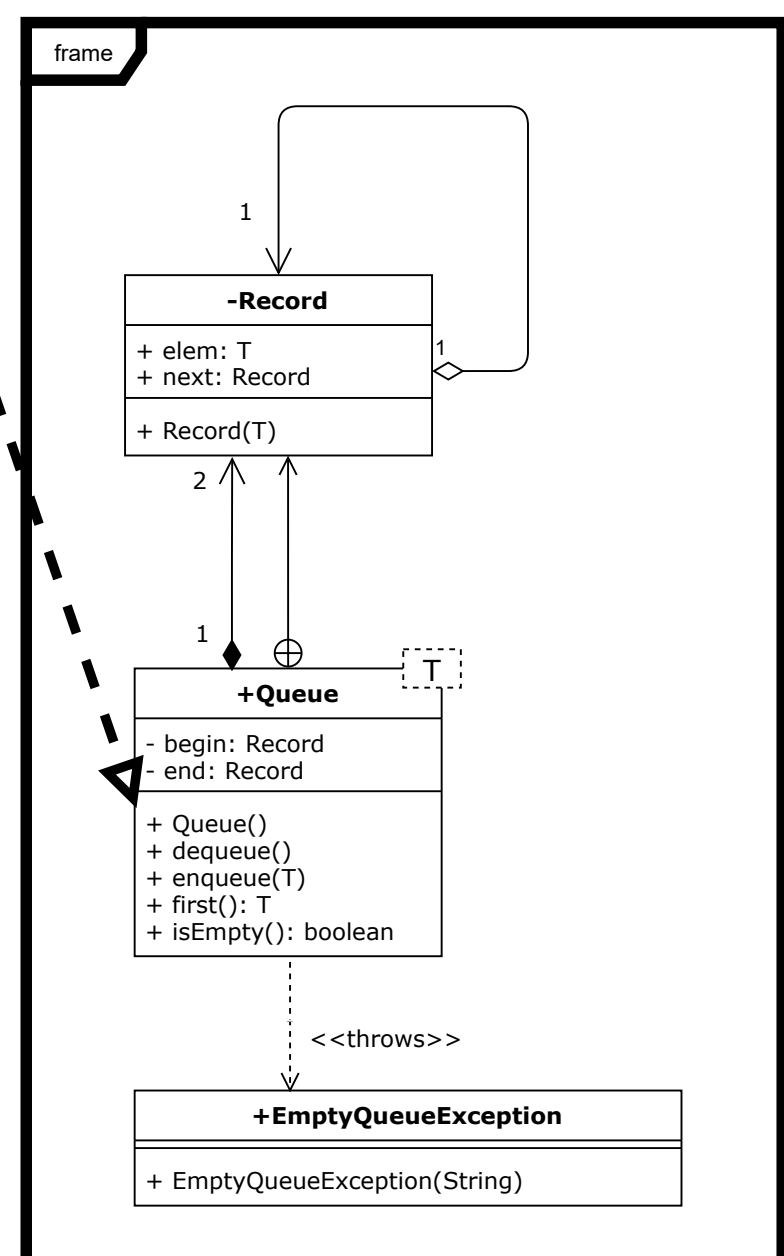 frame
1
-Record
+ elem: T
+ next: Record
1
+ Record(T)
2
1
T
+Queue
- begin: Record
- end: Record
+ Queue()
+ dequeue()
+ enqueue(T)
+ first(): T
+ isEmpty(): boolean
<<throws>>
+EmptyQueueException
+ EmptyQueueException(String)